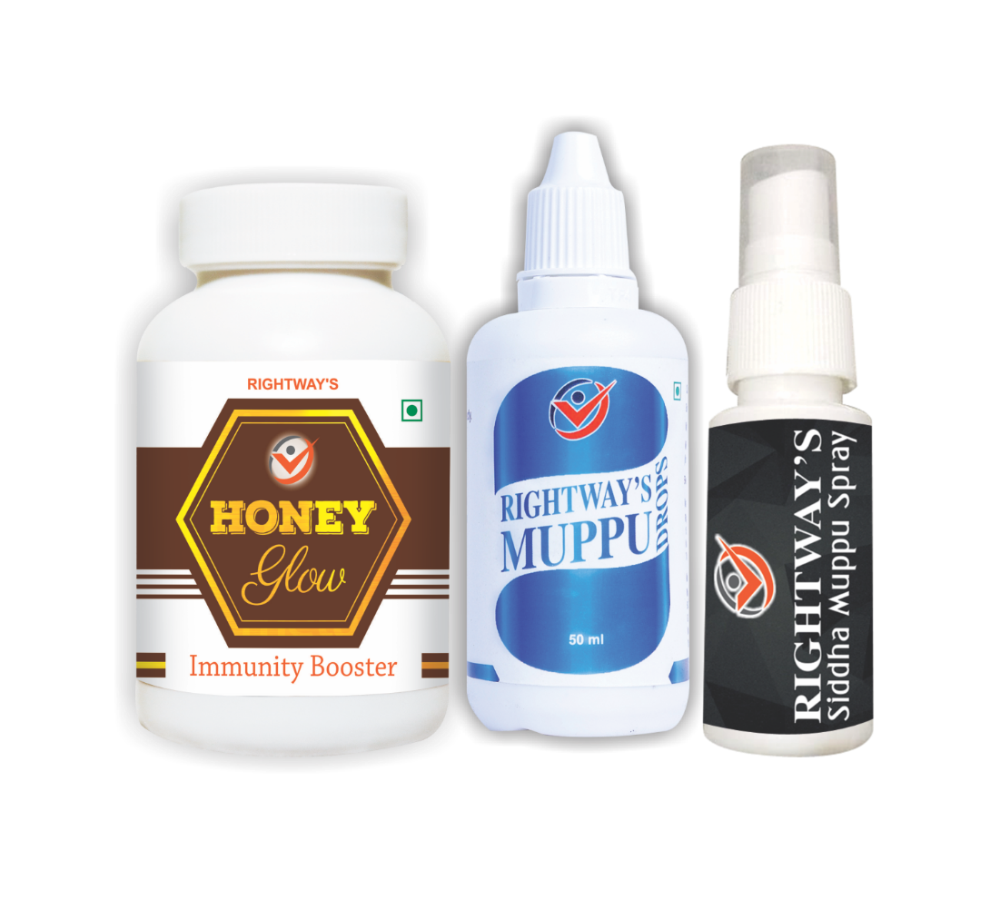 RIGHTWAY'S
HONEY
Glow
Immunity Booster
RIGHTWAY'S
MUPPU
DROPS
50 ml
RIGHTWAY'S
Siddha Muppu Spray